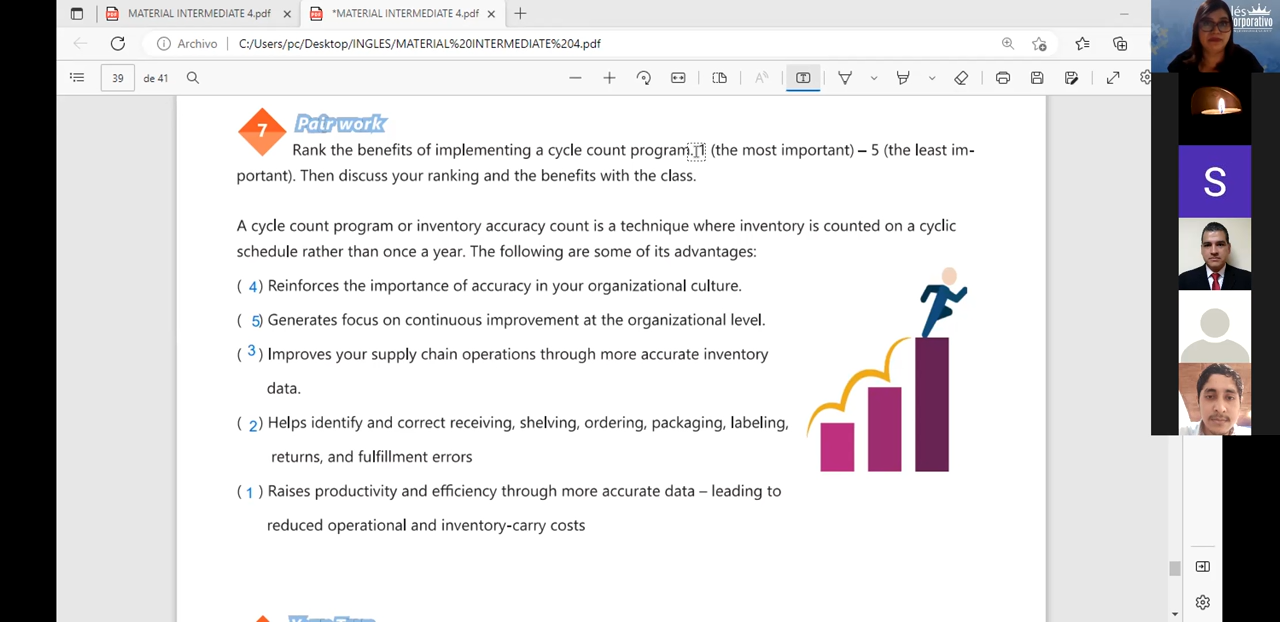 MATERIAL INTERMEDIATE 4.pdf
*MATERIAL INTERMEDIATE 4.pdf
Archivo
C:/Users/pc/Desktop/INGLES/MATERIAL%20INTERMEDIATE%204.pdf
39
de 41
lés
orporativo
7
Pair work
Rank the benefits of implementing a cycle count program. 1 (the most important) – 5 (the least im-
portant). Then discuss your ranking and the benefits with the class.
A cycle count program or inventory accuracy count is a technique where inventory is counted on a cyclic
schedule rather than once a year. The following are some of its advantages:
( 4) Reinforces the importance of accuracy in your organizational culture.
( 5) Generates focus on continuous improvement at the organizational level.
( 3 ) Improves your supply chain operations through more accurate inventory
data.
( 2) Helps identify and correct receiving, shelving, ordering, packaging, labeling,
returns, and fulfillment errors
( 1 ) Raises productivity and efficiency through more accurate data – leading to
reduced operational and inventory-carry costs
S